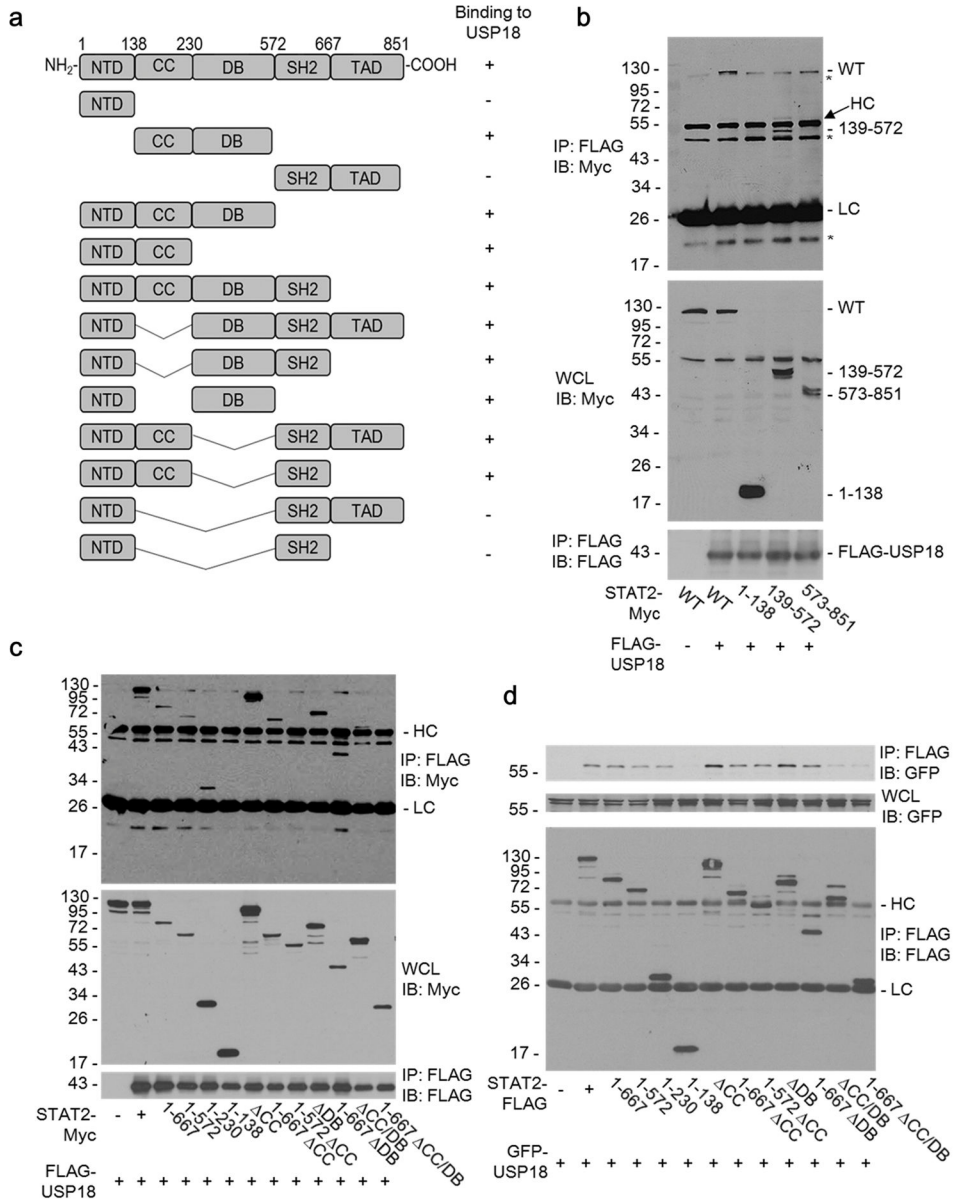 a
Binding to
USP18
1 138 230 572 667 851
NH2- NTD CC DB SH2 TAD -COOH +
NTD -
CC DB +
SH2 TAD -
NTD CC DB +
NTD CC +
NTD CC DB SH2 +
NTD DB SH2 TAD +
NTD DB SH2 +
NTD DB +
NTD CC SH2 TAD +
NTD CC SH2 +
NTD SH2 TAD -
NTD SH2 -
b
130 -
95 -
72 -
55 -
43 -
34 -
26 -
17 -
IP: FLAG
IB: Myc
- WT
*
HC
- 139-572
*
- LC
*
130 -
95 -
72 -
55 -
43 -
34 -
26 -
17 -
WCL
IB: Myc
- WT
- 139-572
- 573-851
- 1-138
IP: FLAG
IB: FLAG
43 -
- FLAG-USP18
STAT2-
Myc
WT WT 1-138 139-572 573-851
FLAG-
USP18
- + + + +
c
130 -
95 -
72 -
55 -
43 -
34 -
26 -
17 -
- HC
IP: FLAG
IB: Myc
- LC
130 -
95 -
72 -
55 -
43 -
34 -
26 -
17 -
WCL
IB: Myc
43 -
IP: FLAG
IB: FLAG
STAT2-
Myc
- + 1-667 1-572 1-230 1-138 ΔCC 1-667 ΔCC 1-572 ΔCC ΔDB 1-667 ΔDB ΔCC/DB 1-667 ΔCC/DB
FLAG-
USP18
+ + + + + + + + + + + + +
d
55 -
IP: FLAG
IB: GFP
55 -
WCL
IB: GFP
130 -
95 -
72 -
55 -
43 -
34 -
26 -
17 -
- HC
IP: FLAG
IB: FLAG
- LC
STAT2-
FLAG
- + 1-667 1-572 1-230 1-138 ΔCC 1-667 ΔCC 1-572 ΔCC ΔDB 1-667 ΔDB ΔCC/DB 1-667 ΔCC/DB
GFP-
USP18
+ + + + + + + + + + + + +